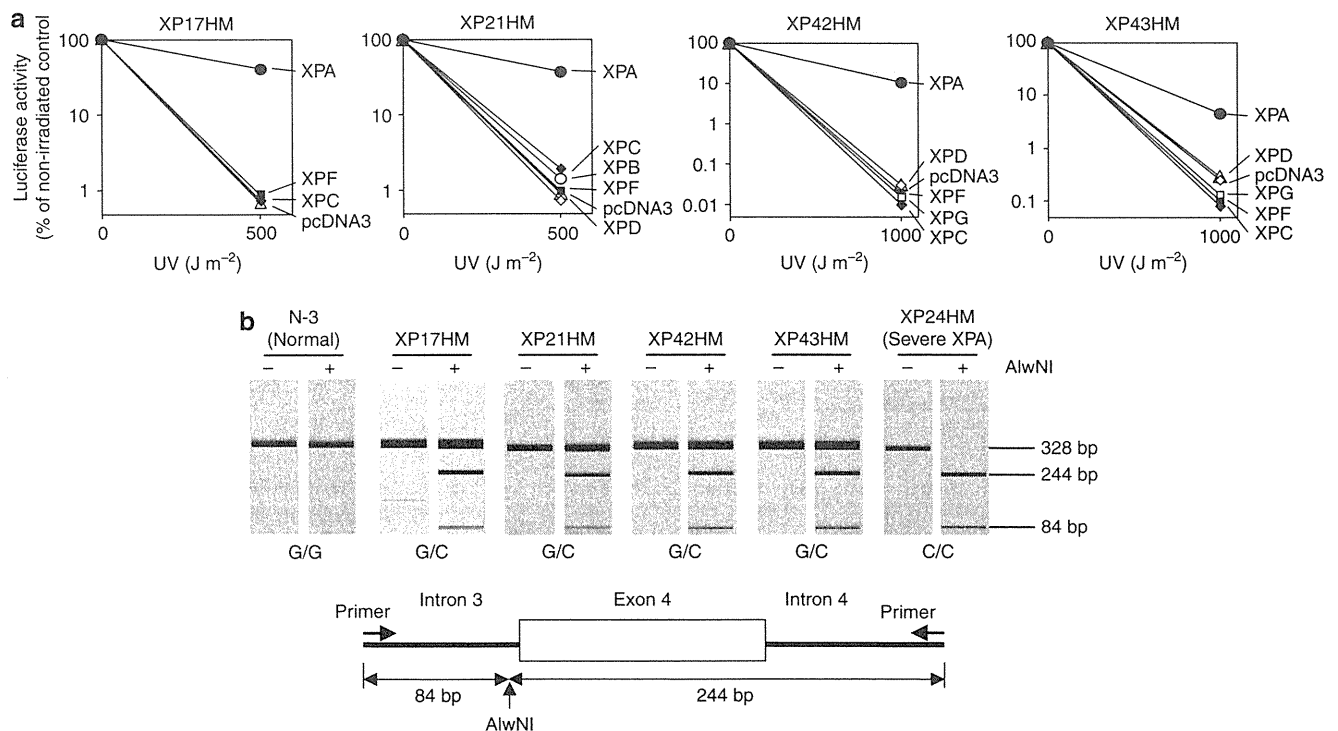 a
XP17HM
XP21HM
XP42HM
XP43HM
Luciferase activity
(% of non-irradiated control
100
10
1
0
500
UV (J m−2)
XPA
XPF
XPC
pcDNA3
100
10
1
0
500
UV (J m−2)
XPA
XPC
XPB
XPF
pcDNA3
XPD
100
10
1
0.1
0.01
0
1000
UV (J m−2)
XPA
XPD
pcDNA3
XPF
XPG
XPC
100
10
1
0.1
0
1000
UV (J m−2)
XPA
XPD
pcDNA3
XPG
XPF
XPC
b
N-3
(Normal)
XP17HM
XP21HM
XP42HM
XP43HM
XP24HM
(Severe XPA)
− + − + − + − + − + − + AlwNI
328 bp
244 bp
84 bp
G/G G/C G/C G/C G/C C/C
Primer Intron 3 Exon 4 Intron 4 Primer
84 bp 244 bp
AlwNI